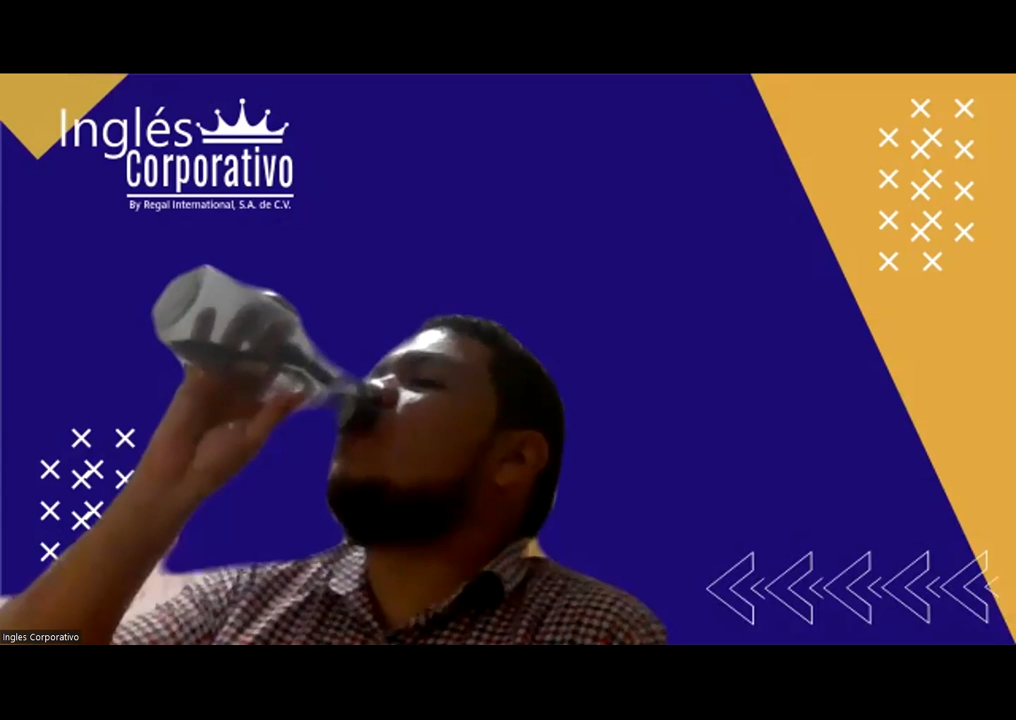 Inglés
Corporativo
By Regal International, S.A. de C.V.
Ingles Corporativo